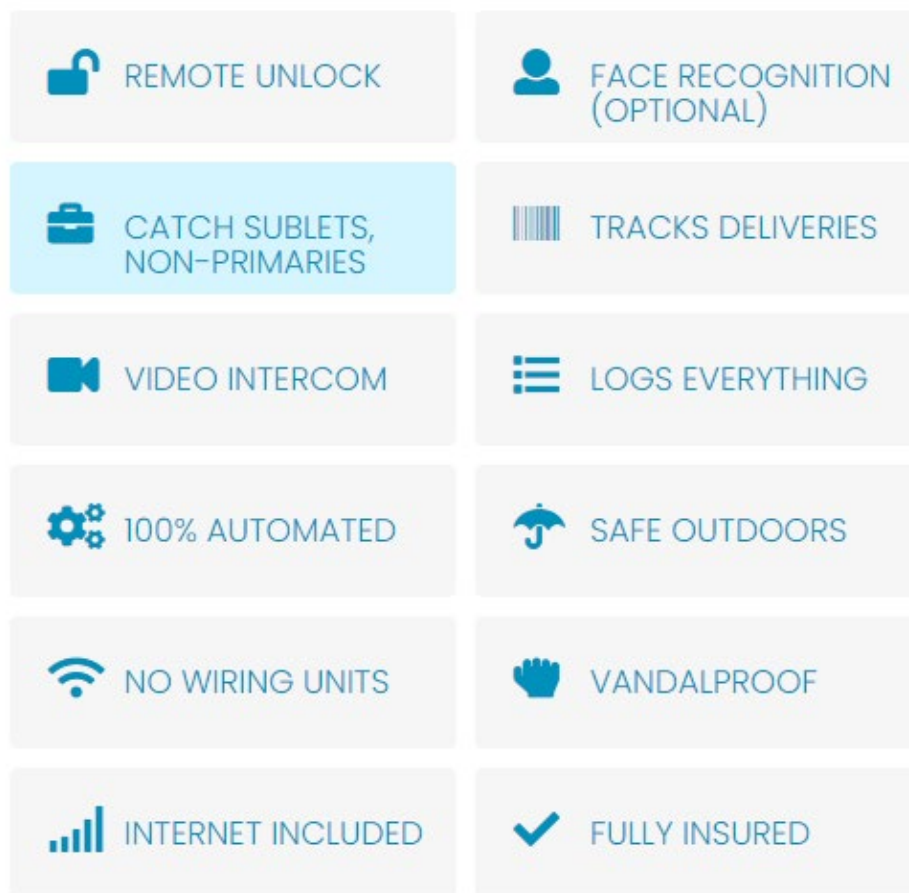 REMOTE UNLOCK
FACE RECOGNITION
(OPTIONAL)
CATCH SUBLETS,
NON-PRIMARIES
TRACKS DELIVERIES
VIDEO INTERCOM
LOGS EVERYTHING
100% AUTOMATED
SAFE OUTDOORS
NO WIRING UNITS
VANDALPROOF
INTERNET INCLUDED
FULLY INSURED